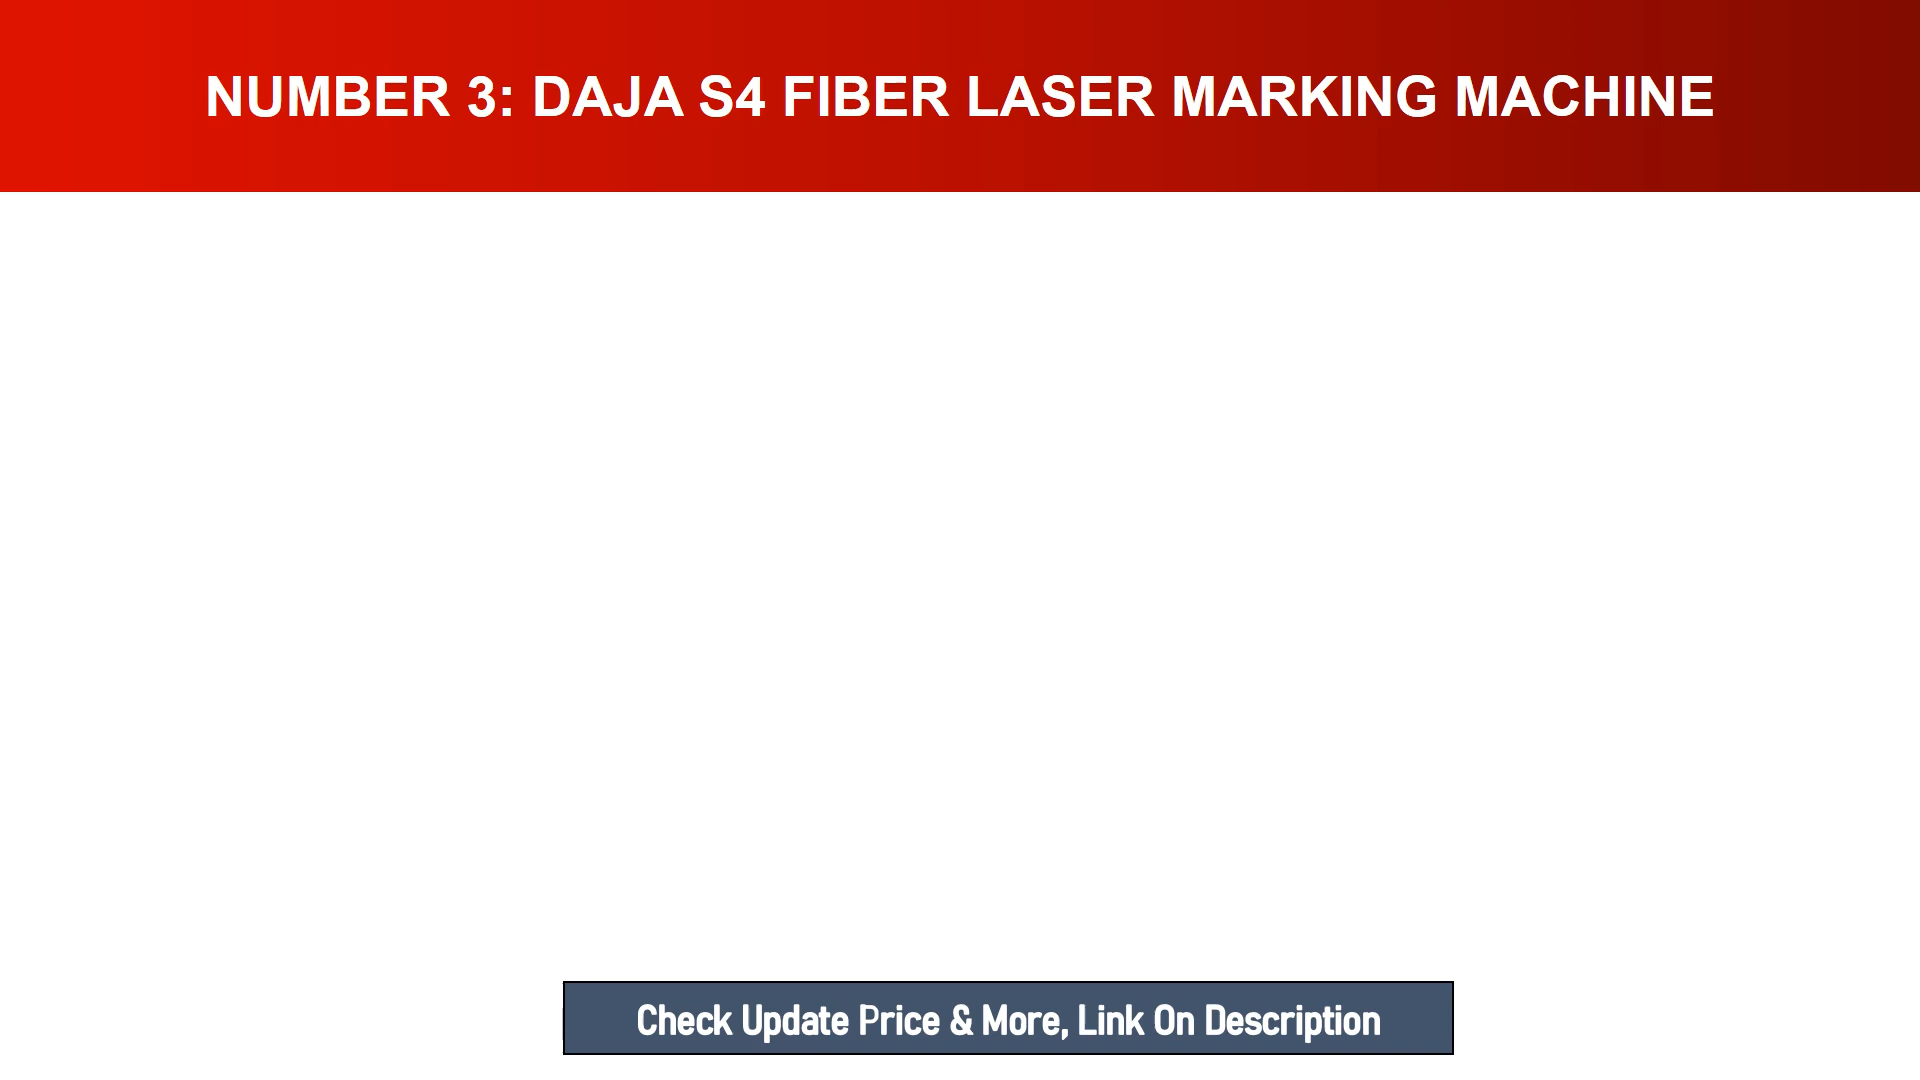 NUMBER 3: DAJA S4 FIBER LASER MARKING MACHINE
Check Update Price & More, Link On Description